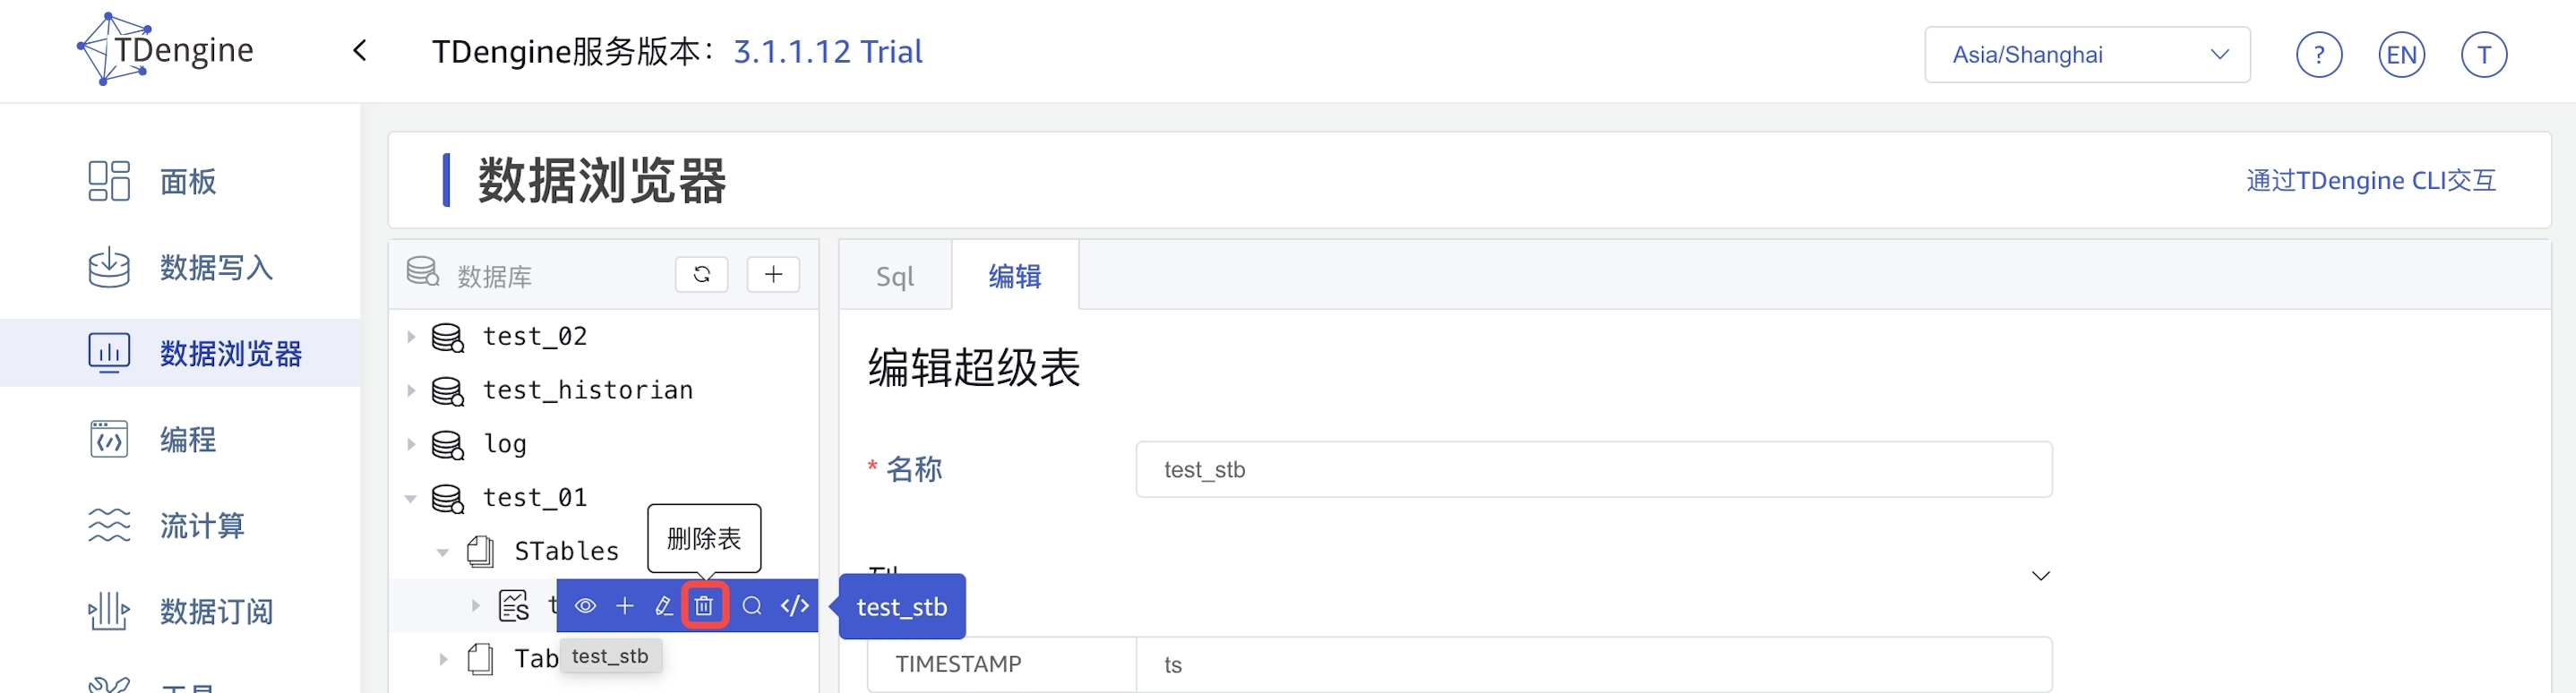 TDengine
TDengine服务版本: 3.1.1.12 Trial
Asia/Shanghai
?
EN
T
面板
数据写入
数据浏览器
编程
流计算
数据订阅
数据浏览器
通过TDengine CLI交互
数据库
test_02
test_historian
log
test_01
删除表
STables
t
test_stb
Tab
test_stb
Sql
编辑
编辑超级表
* 名称
test_stb
TIMESTAMP
ts